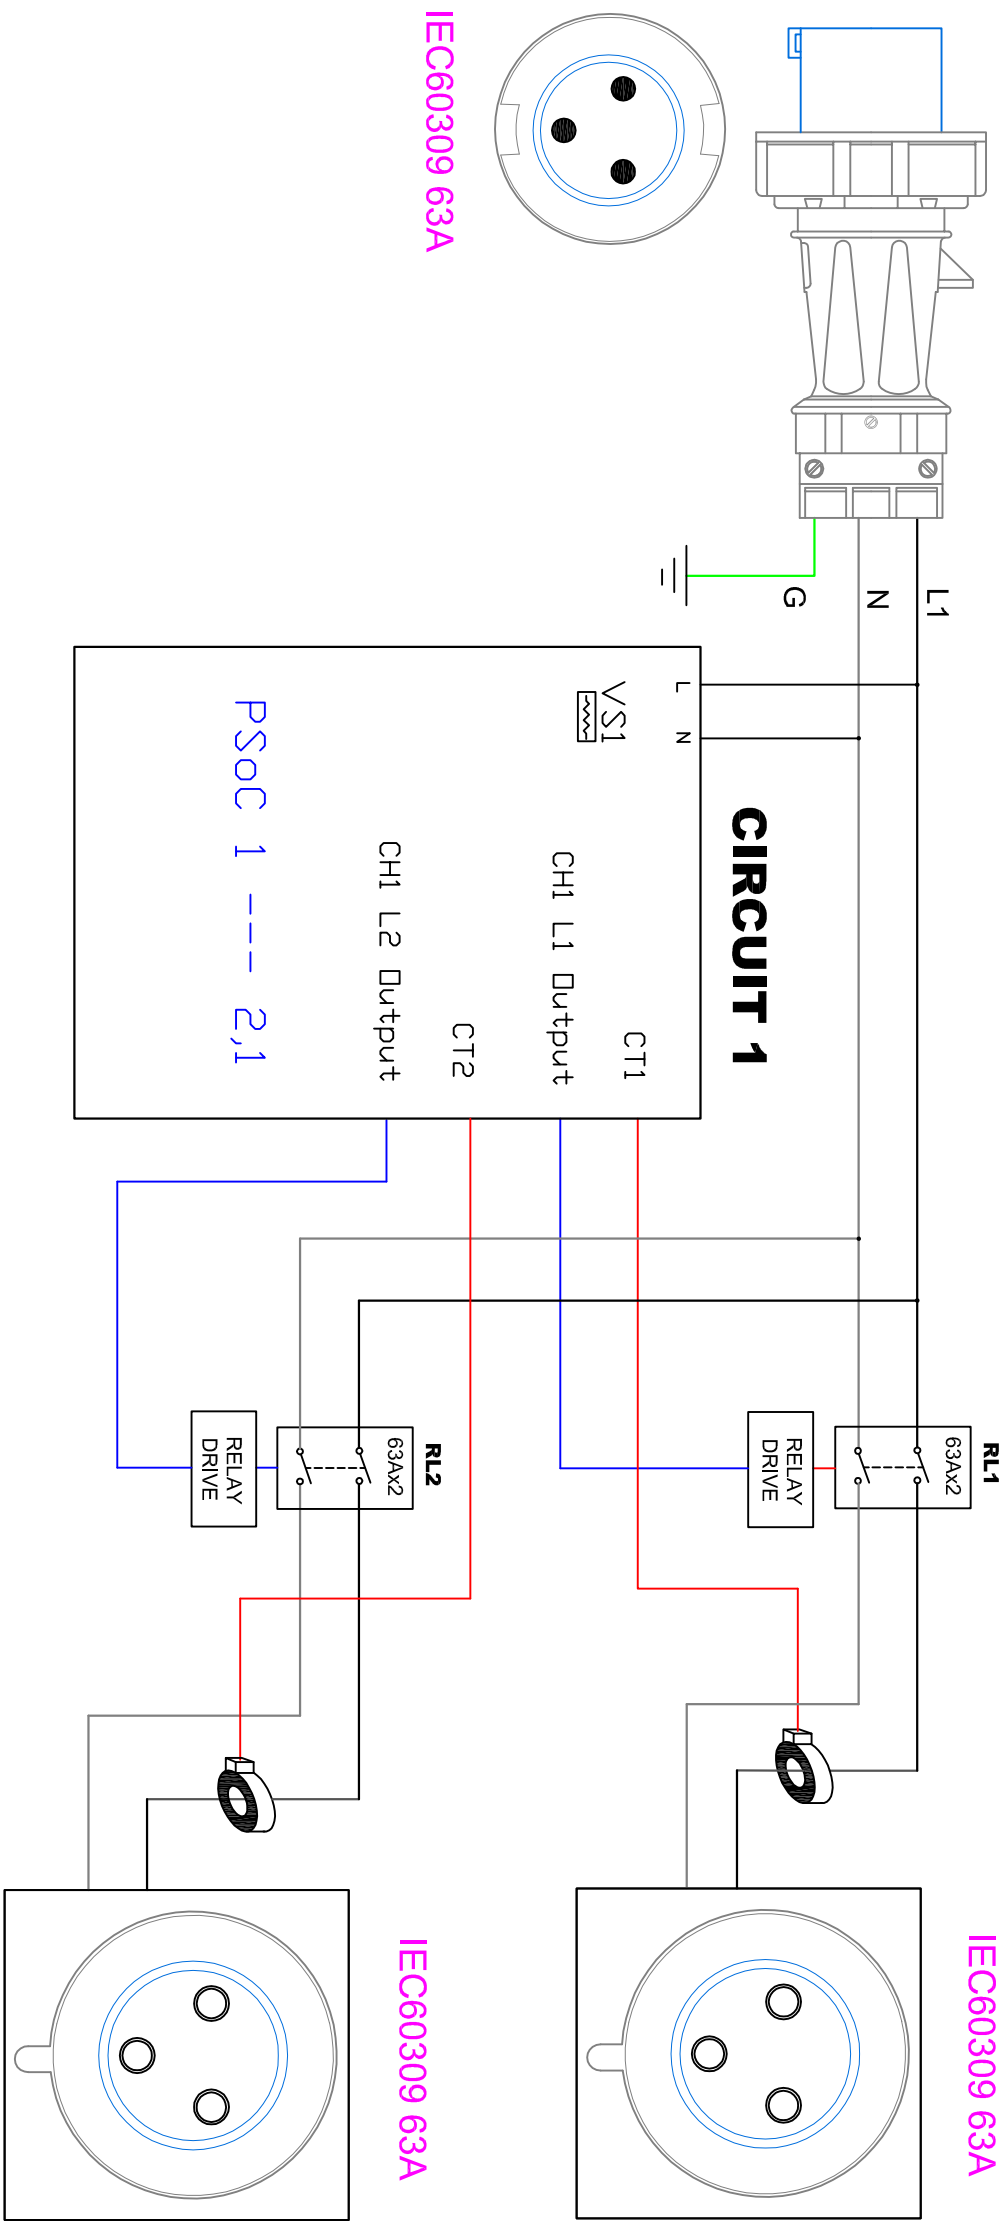 IEC60309 63A
L1
N
G
CIRCUIT 1
L
N
VS1
CT1
CH1 L1 Output
CT2
CH1 L2 Output
PSoC 1 --- 2,1
RL1
63Ax2
RELAY
DRIVE
RL2
63Ax2
RELAY
DRIVE
IEC60309 63A
IEC60309 63A